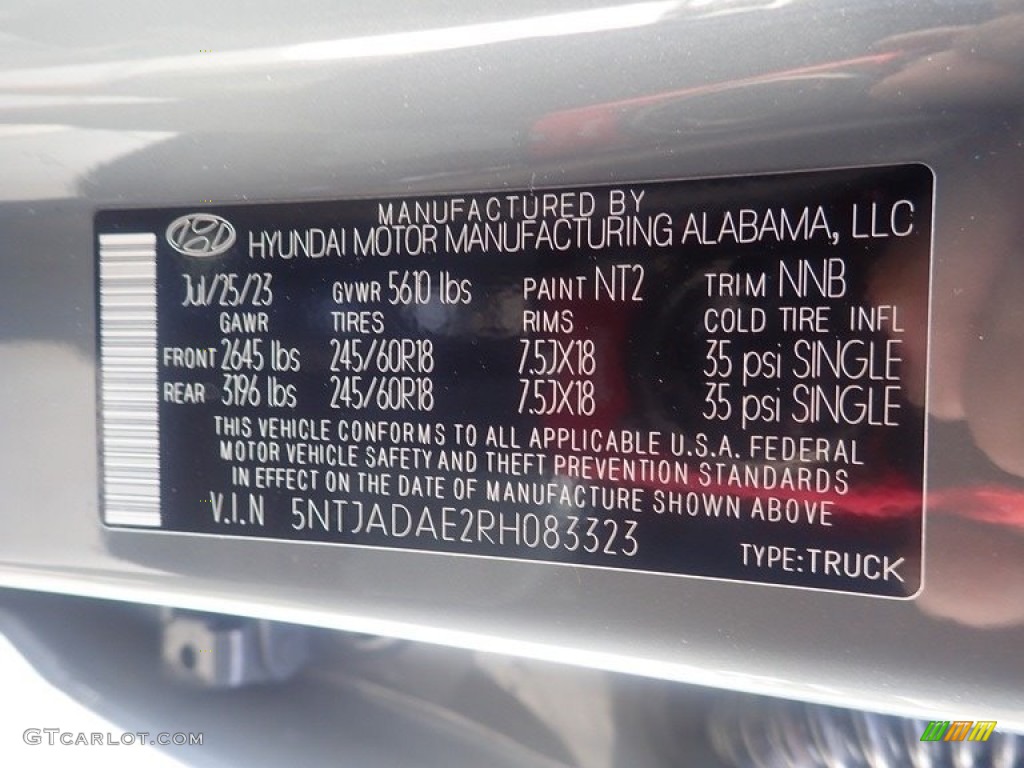 MANUFACTURED BY
HYUNDAI MOTOR MANUFACTURING ALABAMA, LLC
Jul/25/23 GVWR 5610 lbs PAINT NT2 TRIM NNB
GAWR TIRES RIMS COLD TIRE INFL
FRONT 2645 lbs 245/60R18 7.5JX18 35 psi SINGLE
REAR 3196 lbs 245/60R18 7.5JX18 35 psi SINGLE
THIS VEHICLE CONFORMS TO ALL APPLICABLE U.S.A. FEDERAL
MOTOR VEHICLE SAFETY AND THEFT PREVENTION STANDARDS
IN EFFECT ON THE DATE OF MANUFACTURE SHOWN ABOVE
V.I.N 5NTJADAE2RH083323
TYPE:TRUCK
GTCARLOT.COM